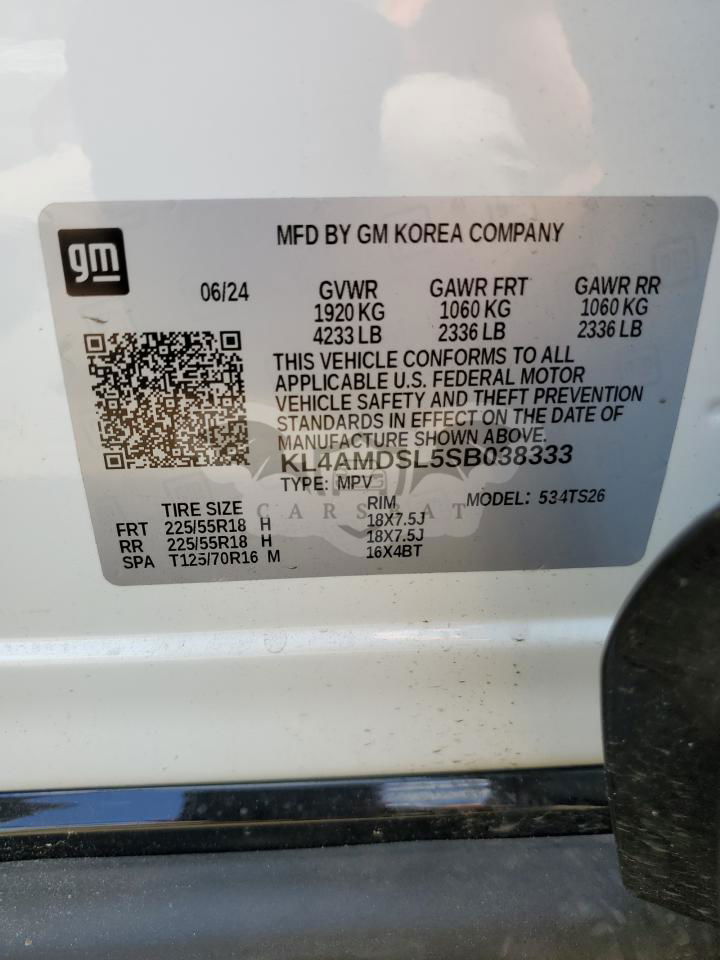 gm
MFD BY GM KOREA COMPANY
06/24 GVWR GAWR FRT GAWR RR
1920 KG 1060 KG 1060 KG
4233 LB 2336 LB 2336 LB
THIS VEHICLE CONFORMS TO ALL
APPLICABLE U.S. FEDERAL MOTOR
VEHICLE SAFETY AND THEFT PREVENTION
STANDARDS IN EFFECT ON THE DATE OF
MANUFACTURE SHOWN ABOVE.
KL4AMDSL5SB038333
TYPE: MPV MODEL: 534TS26
TIRE SIZE RIM
FRT 225/55R18 H 18X7.5J
RR 225/55R18 H 18X7.5J
SPA T125/70R16 M 16X4BT
CARSBAT